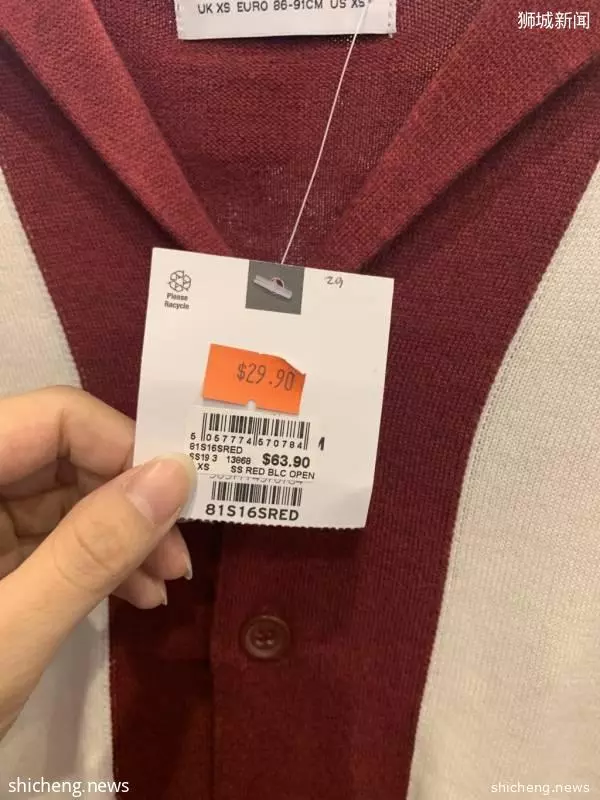 UK XS EURO 86-91CM US XS
狮城新闻
Please
Recycle
29
$29.90
5 057774 570784
81S16SRED
SS19 3 13868 $63.90
XS SS RED BLC OPEN
81S16SRED
shicheng.news
shicheng.news